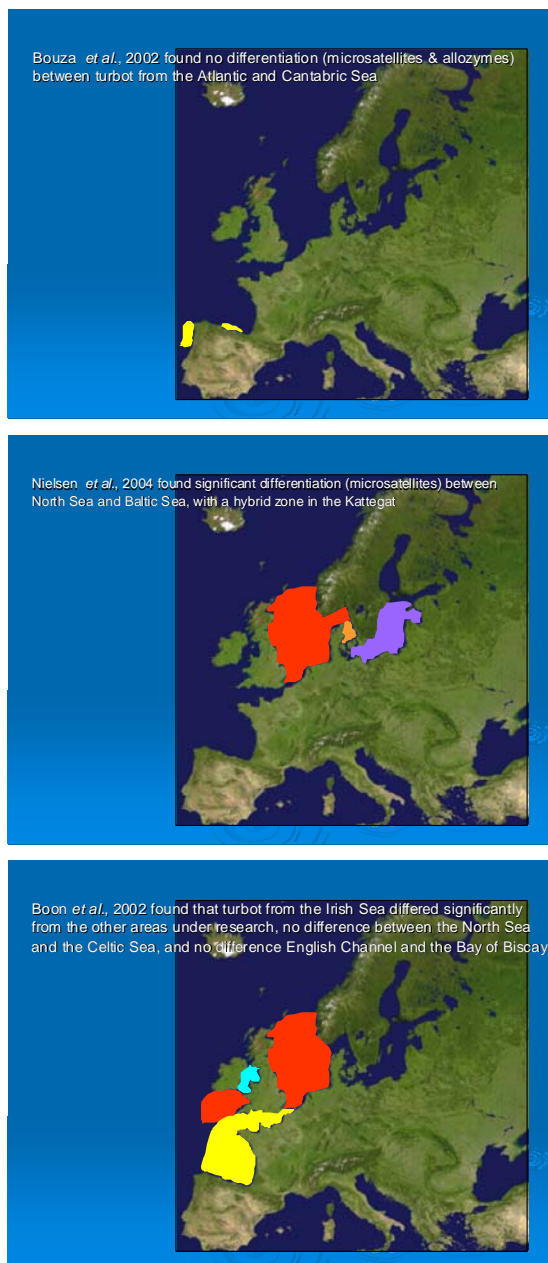 Bouza et al., 2002 found no differentiation (microsatellites & allozymes)
between turbot from the Atlantic and Cantabric Sea
Nielsen et al., 2004 found significant differentiation (microsatellites) between
North Sea and Baltic Sea, with a hybrid zone in the Kattegat
Boon et al., 2002 found that turbot from the Irish Sea differed significantly
from the other areas under research, no difference between the North Sea
and the Celtic Sea, and no difference English Channel and the Bay of Biscay